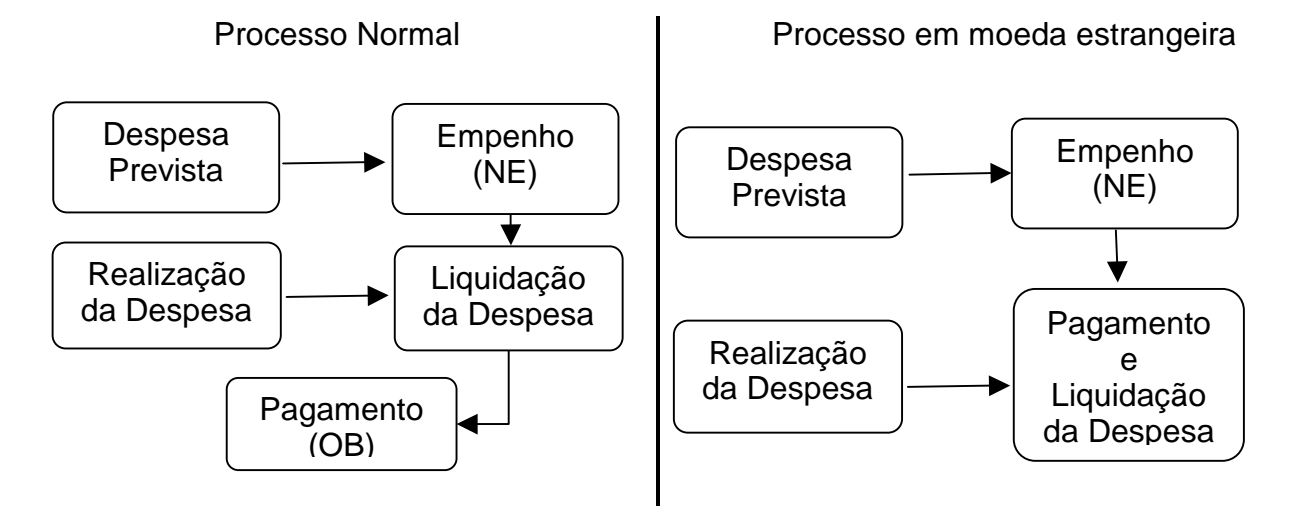 Processo Normal
Despesa
Prevista
Empenho
(NE)
Realização
da Despesa
Liquidação
da Despesa
Pagamento
(OB)
Processo em moeda estrangeira
Despesa
Prevista
Empenho
(NE)
Realização
da Despesa
Pagamento
e
Liquidação
da Despesa